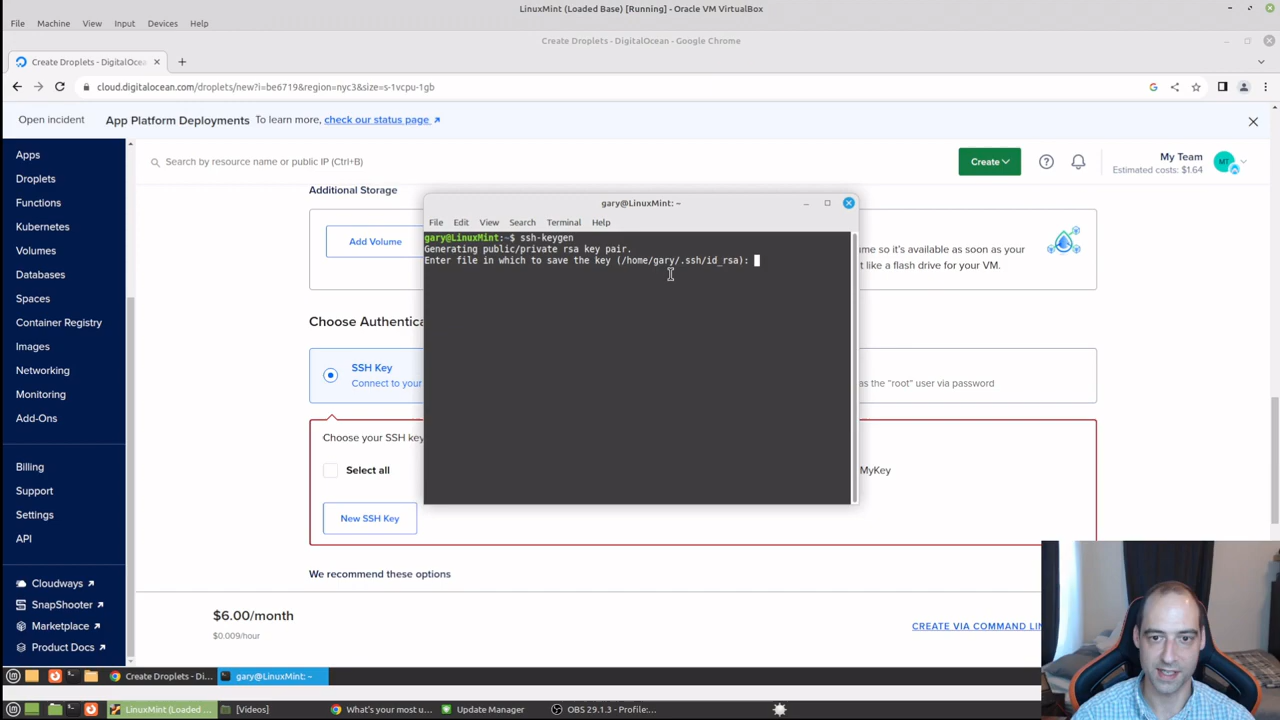 LinuxMint (Loaded Base) [Running] - Oracle VM VirtualBox
File Machine View Input Devices Help
Create Droplets - DigitalOcean - Google Chrome
Create Droplets - DigitalOcea
cloud.digitalocean.com/droplets/new?i=be6719&region=nyc3&size=s-1vcpu-1gb
Open incident App Platform Deployments To learn more, check our status page
Apps
Droplets
Functions
Kubernetes
Volumes
Databases
Spaces
Container Registry
Images
Networking
Monitoring
Add-Ons
Billing
Support
Settings
API
Cloudways
SnapShooter
Marketplace
Product Docs
Search by resource name or public IP (Ctrl+B)
Create
My Team
Estimated costs: $1.64
MT
Additional Storage
Add Volume
ume so it's available as soon as your
t like a flash drive for your VM.
Choose Authentica
SSH Key
Connect to your
as the "root" user via password
Choose your SSH key
Select all
MyKey
New SSH Key
We recommend these options
$6.00/month
$0.009/hour
CREATE VIA COMMAND LIN
gary@LinuxMint: ~
File Edit View Search Terminal Help
gary@LinuxMint:~$ ssh-keygen
Generating public/private rsa key pair.
Enter file in which to save the key (/home/gary/.ssh/id_rsa):
Create Droplets - Di... gary@LinuxMint: ~
LinuxMint (Loaded ... [Videos] What's your most u... Update Manager OBS 29.1.3 - Profile:...